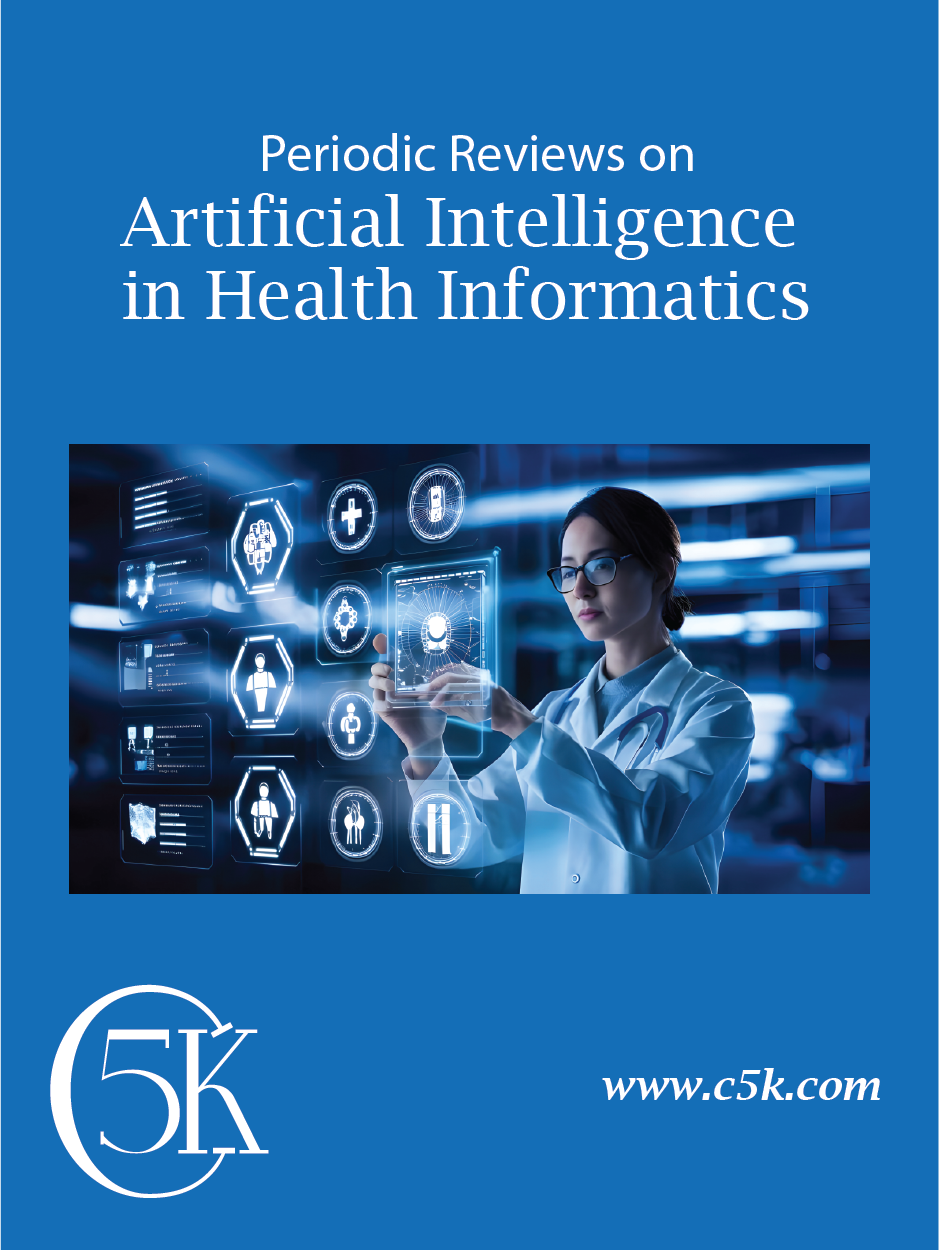 Periodic Reviews on
Artificial Intelligence
in Health Informatics
C5K
www.c5k.com